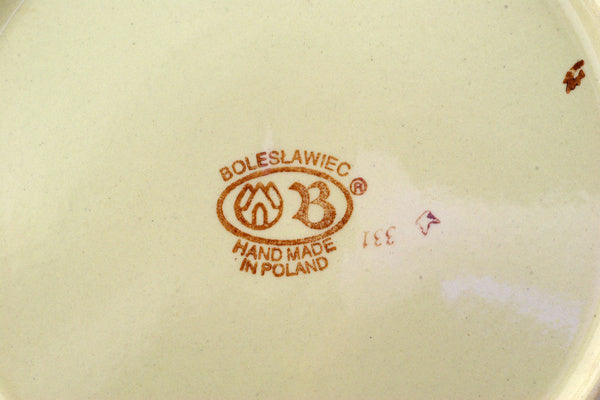 BOLESŁAWIEC
B ®
HAND MADE
IN POLAND
331